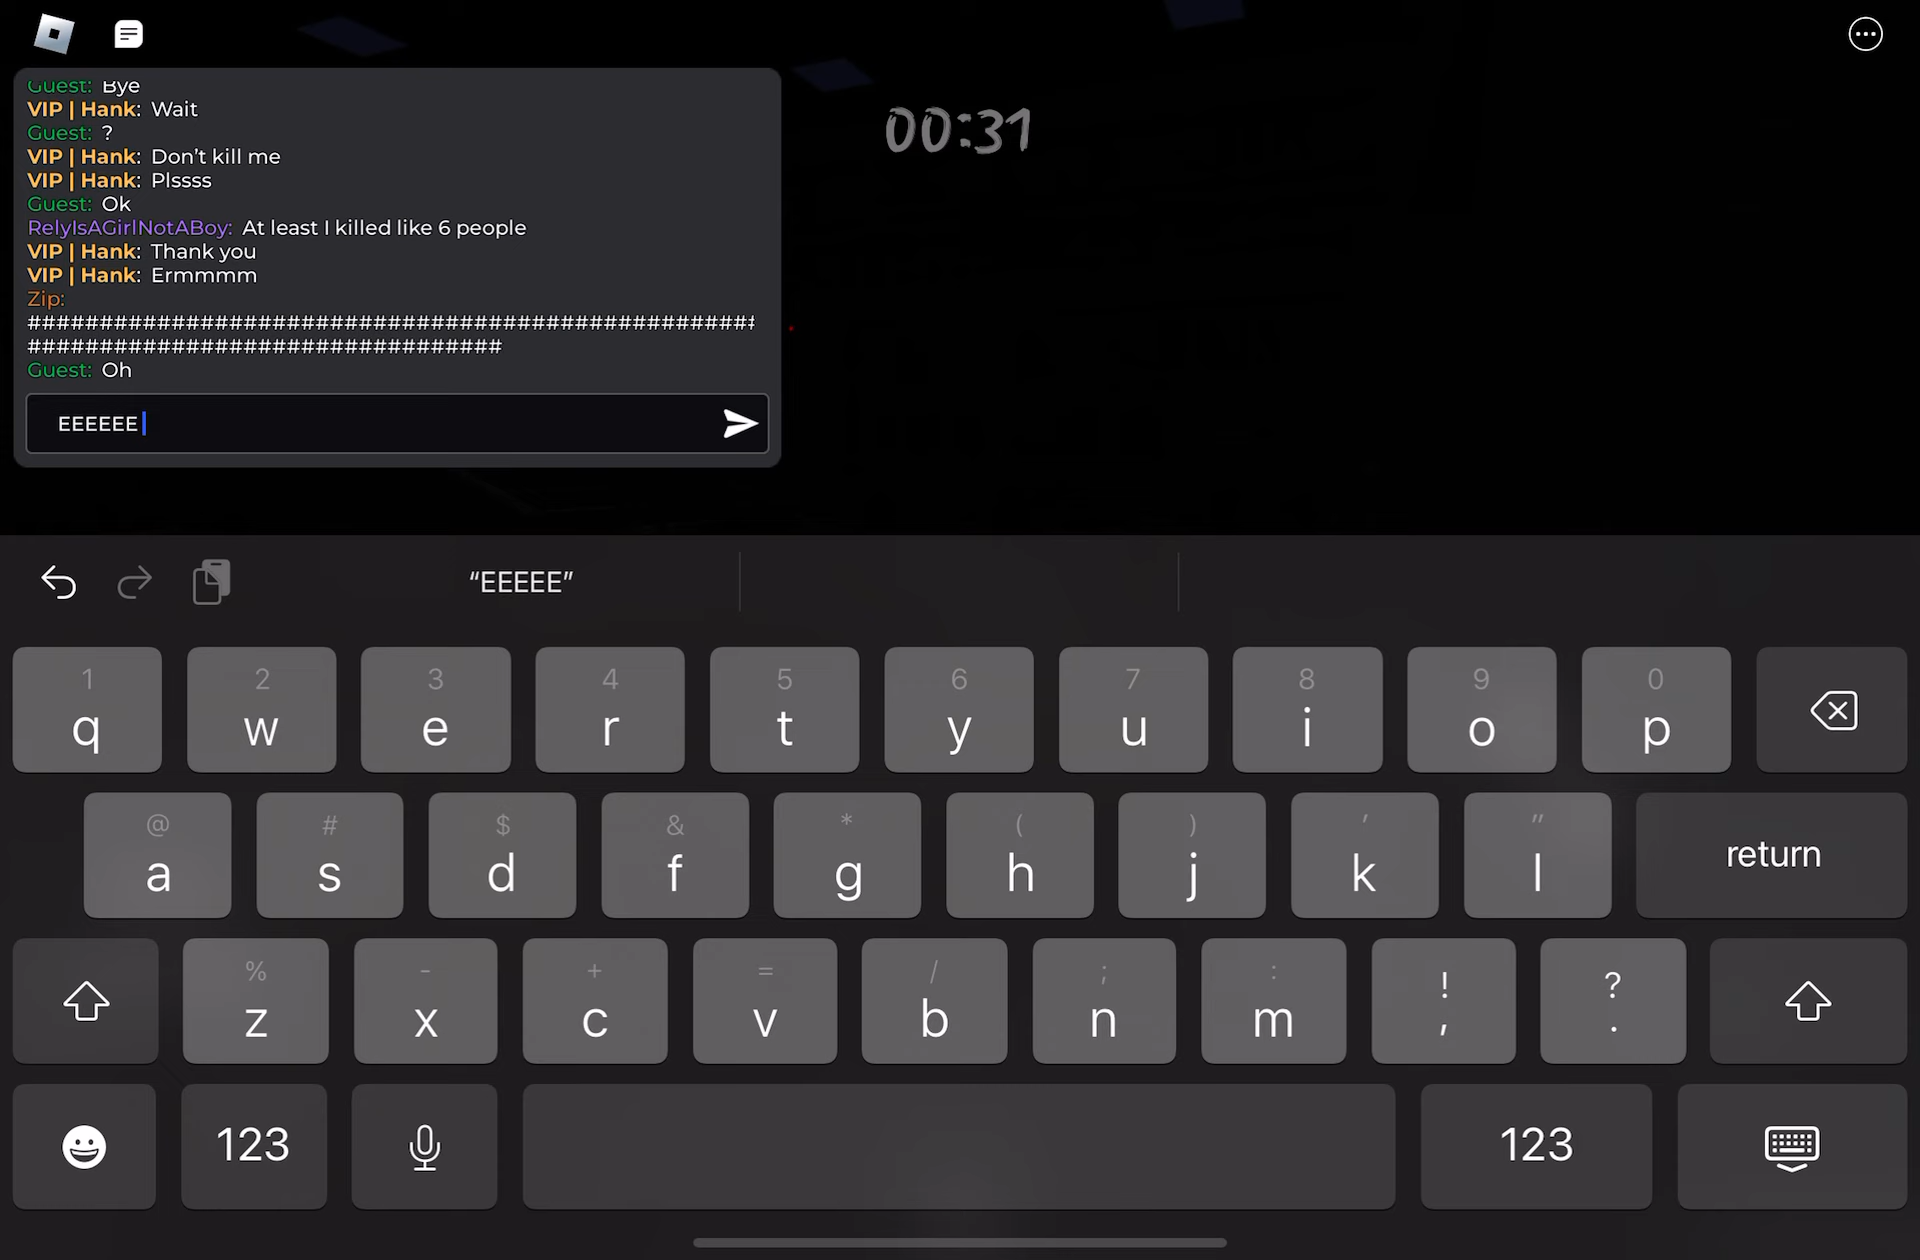 Guest: Bye
VIP | Hank: Wait
Guest: ?
VIP | Hank: Don't kill me
VIP | Hank: Plssss
Guest: Ok
RelyIsAGirlNotABoy: At least I killed like 6 people
VIP | Hank: Thank you
VIP | Hank: Ermmmm
Zip:
###################################################
#################################
Guest: Oh
EEEEEE
00:31
“EEEEE”
1 2 3 4 5 6 7 8 9 0
q w e r t y u i o p
@ # $ & * ( ) ' "
a s d f g h j k l return
% - + = / ; : ! ?
z x c v b n m , .
123 123